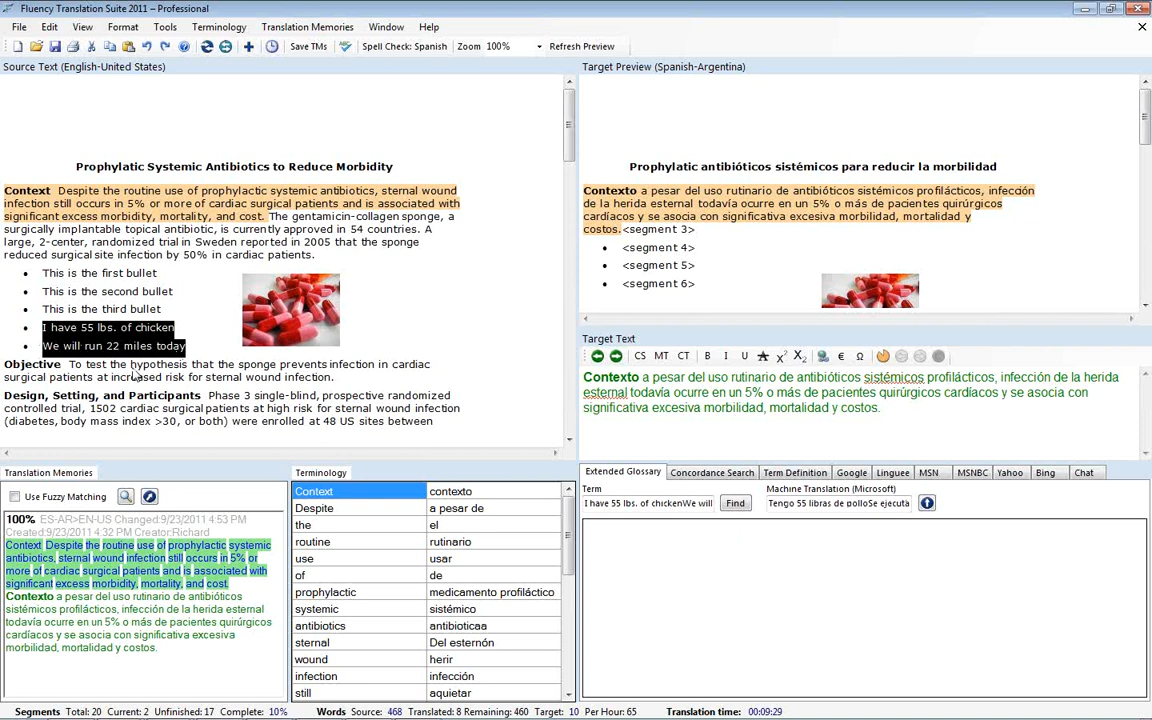 Fluency Translation Suite 2011 – Professional
File Edit View Format Tools Terminology Translation Memories Window Help
Save TMs Spell Check: Spanish Zoom 100% Refresh Preview
Source Text (English-United States)
Prophylatic Systemic Antibiotics to Reduce Morbidity
Context Despite the routine use of prophylactic systemic antibiotics, sternal wound
infection still occurs in 5% or more of cardiac surgical patients and is associated with
significant excess morbidity, mortality, and cost. The gentamicin-collagen sponge, a
surgically implantable topical antibiotic, is currently approved in 54 countries. A
large, 2-center, randomized trial in Sweden reported in 2005 that the sponge
reduced surgical site infection by 50% in cardiac patients.
• This is the first bullet
• This is the second bullet
• This is the third bullet
• I have 55 lbs. of chicken
• We will run 22 miles today
Objective To test the hypothesis that the sponge prevents infection in cardiac
surgical patients at increased risk for sternal wound infection.
Design, Setting, and Participants Phase 3 single-blind, prospective randomized
controlled trial, 1502 cardiac surgical patients at high risk for sternal wound infection
(diabetes, body mass index >30, or both) were enrolled at 48 US sites between
Target Preview (Spanish-Argentina)
Prophylatic antibióticos sistémicos para reducir la morbilidad
Contexto a pesar del uso rutinario de antibióticos sistémicos profilácticos, infección
de la herida esternal todavía ocurre en un 5% o más de pacientes quirúrgicos
cardíacos y se asocia con significativa excesiva morbilidad, mortalidad y
costos. <segment 3>
• <segment 4>
• <segment 5>
• <segment 6>
Target Text
CS MT CT B I U A X² X₂ € Ω
Contexto a pesar del uso rutinario de antibióticos sistémicos profilácticos, infección de la herida
esternal todavía ocurre en un 5% o más de pacientes quirúrgicos cardíacos y se asocia con
significativa excesiva morbilidad, mortalidad y costos.
Translation Memories
Use Fuzzy Matching
100% ES-AR>EN-US Changed:9/23/2011 4:53 PM
Created:9/23/2011 4:32 PM Creator:Richard
Context Despite the routine use of prophylactic systemic
antibiotics, sternal wound infection still occurs in 5% or
more of cardiac surgical patients and is associated with
significant excess morbidity, mortality, and cost.
Contexto a pesar del uso rutinario de antibióticos
sistémicos profilácticos, infección de la herida esternal
todavía ocurre en un 5% o más de pacientes quirúrgicos
cardíacos y se asocia con significativa excesiva
morbilidad, mortalidad y costos.
Terminology
Context contexto
Despite a pesar de
the el
routine rutinario
use usar
of de
prophylactic medicamento profiláctico
systemic sistémico
antibiotics antibioticaa
sternal Del esternón
wound herir
infection infección
still aquietar
Extended Glossary Concordance Search Term Definition Google Linguee MSN MSNBC Yahoo Bing Chat
Term Machine Translation (Microsoft)
I have 55 lbs. of chickenWe will Find Tengo 55 libras de polloSe ejecuta
Segments Total: 20 Current: 2 Unfinished: 17 Complete: 10% Words Source: 468 Translated: 8 Remaining: 460 Target: 10 Per Hour: 65 Translation time: 00:09:29